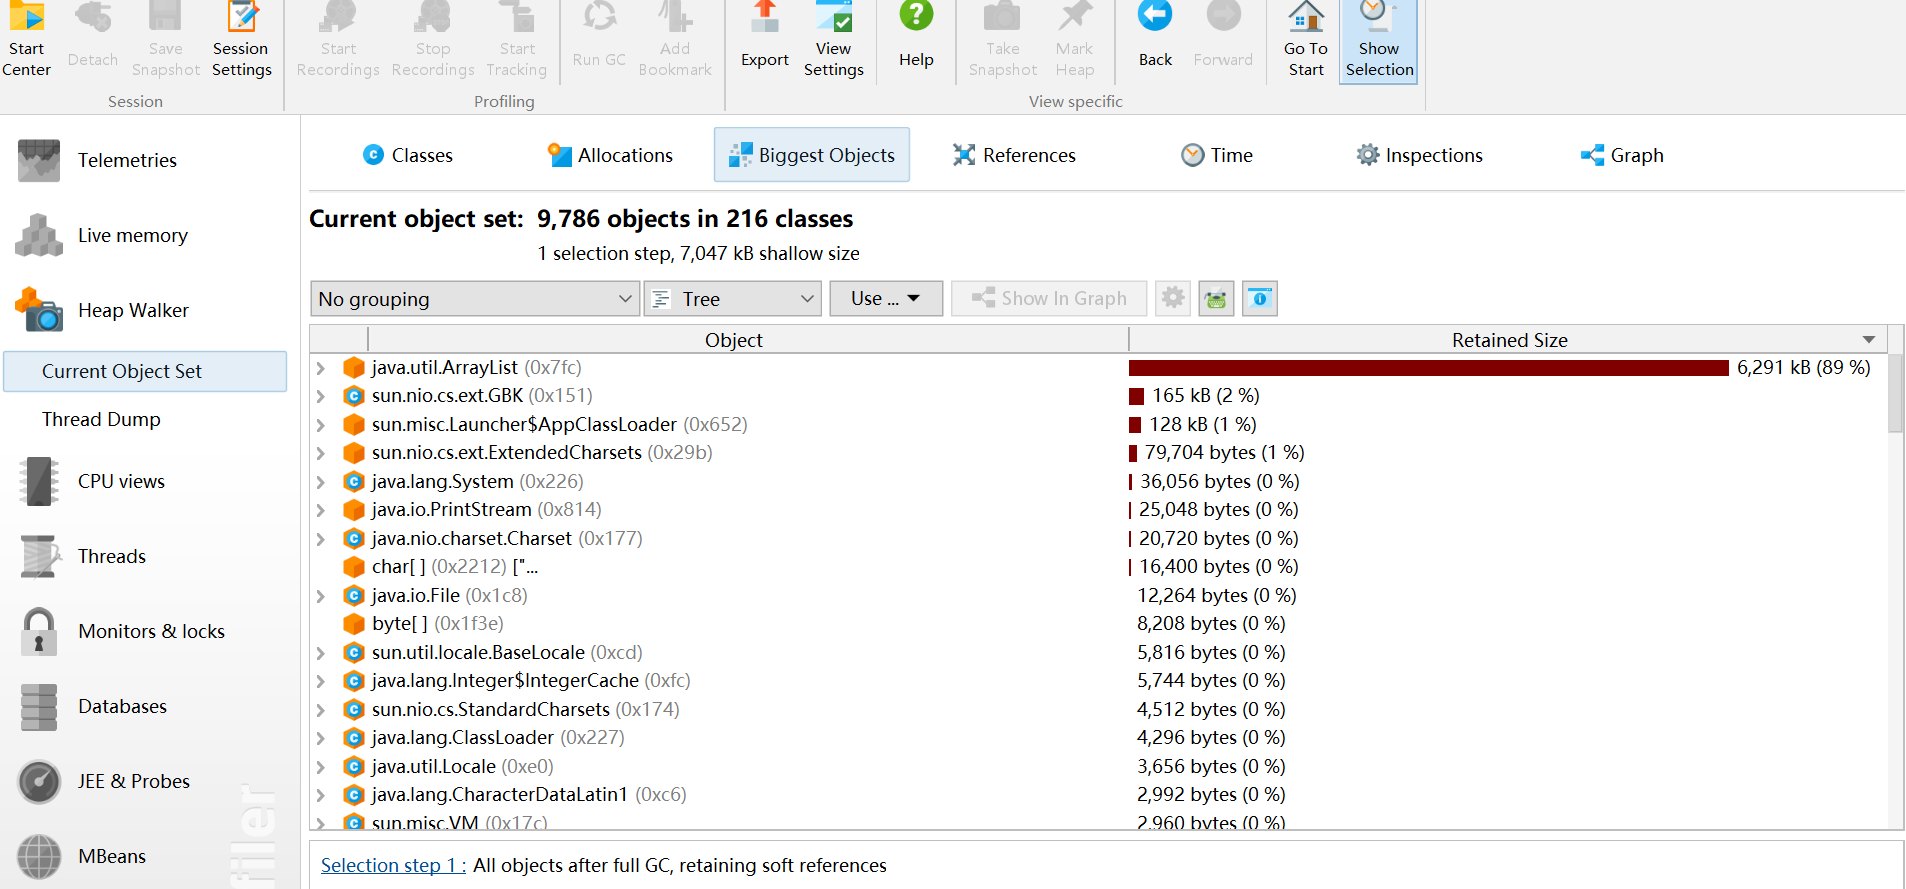 Start Center
Detach
Save Snapshot
Session Settings
Start Recordings
Stop Recordings
Start Tracking
Run GC
Add Bookmark
Export
View Settings
Help
Take Snapshot
Mark Heap
Back
Forward
Go To Start
Show Selection
Session
Profiling
View specific
Telemetries
Live memory
Heap Walker
Current Object Set
Thread Dump
CPU views
Threads
Monitors & locks
Databases
JEE & Probes
MBeans
filer
Classes
Allocations
Biggest Objects
References
Time
Inspections
Graph
Current object set: 9,786 objects in 216 classes
1 selection step, 7,047 kB shallow size
No grouping
Tree
Use ...
Show In Graph
Object Retained Size
java.util.ArrayList (0x7fc) 6,291 kB (89 %)
sun.nio.cs.ext.GBK (0x151) 165 kB (2 %)
sun.misc.Launcher$AppClassLoader (0x652) 128 kB (1 %)
sun.nio.cs.ext.ExtendedCharsets (0x29b) 79,704 bytes (1 %)
java.lang.System (0x226) 36,056 bytes (0 %)
java.io.PrintStream (0x814) 25,048 bytes (0 %)
java.nio.charset.Charset (0x177) 20,720 bytes (0 %)
char[ ] (0x2212) ["... 16,400 bytes (0 %)
java.io.File (0x1c8) 12,264 bytes (0 %)
byte[ ] (0x1f3e) 8,208 bytes (0 %)
sun.util.locale.BaseLocale (0xcd) 5,816 bytes (0 %)
java.lang.Integer$IntegerCache (0xfc) 5,744 bytes (0 %)
sun.nio.cs.StandardCharsets (0x174) 4,512 bytes (0 %)
java.lang.ClassLoader (0x227) 4,296 bytes (0 %)
java.util.Locale (0xe0) 3,656 bytes (0 %)
java.lang.CharacterDataLatin1 (0xc6) 2,992 bytes (0 %)
sun.misc.VM (0x17c) 2,960 bytes (0 %)
Selection step 1 : All objects after full GC, retaining soft references